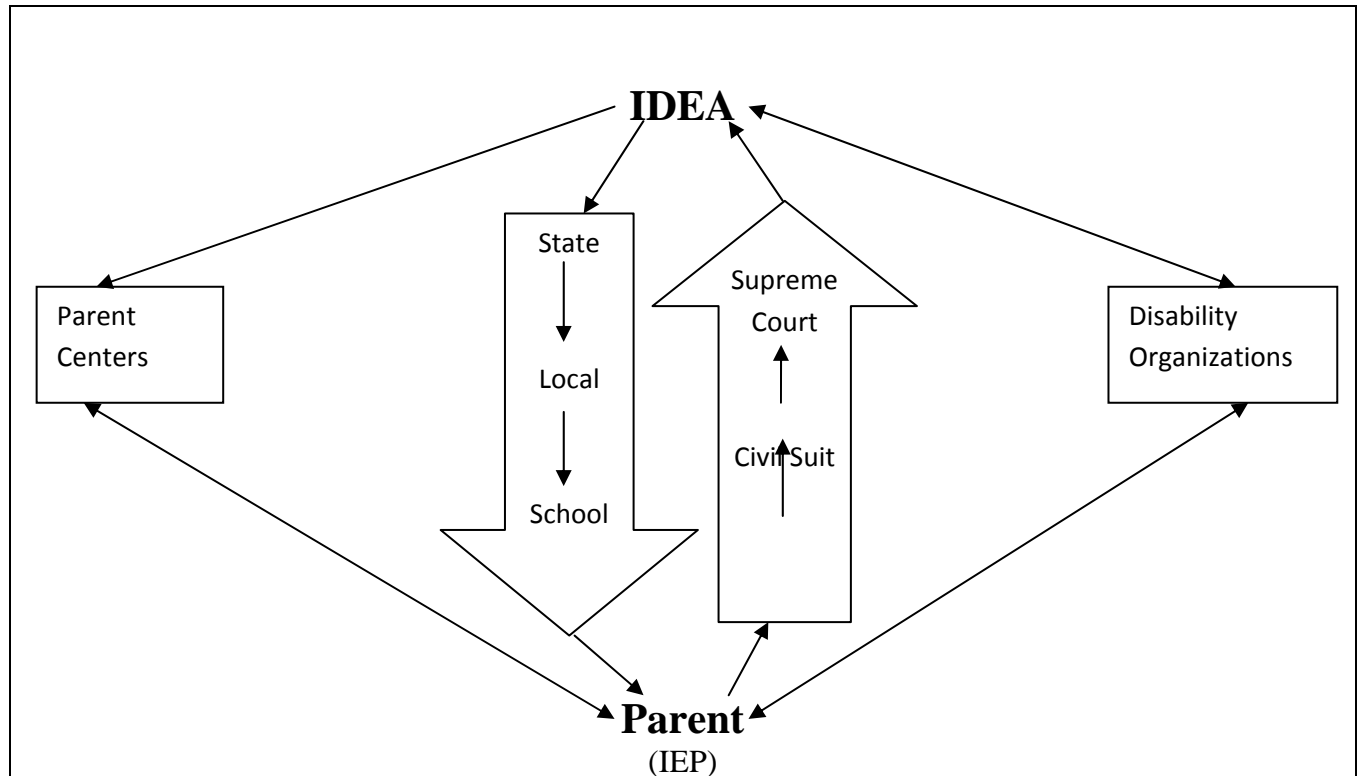 IDEA
State
Local
School
Supreme
Court
Civil Suit
Parent
Centers
Disability
Organizations
Parent
(IEP)